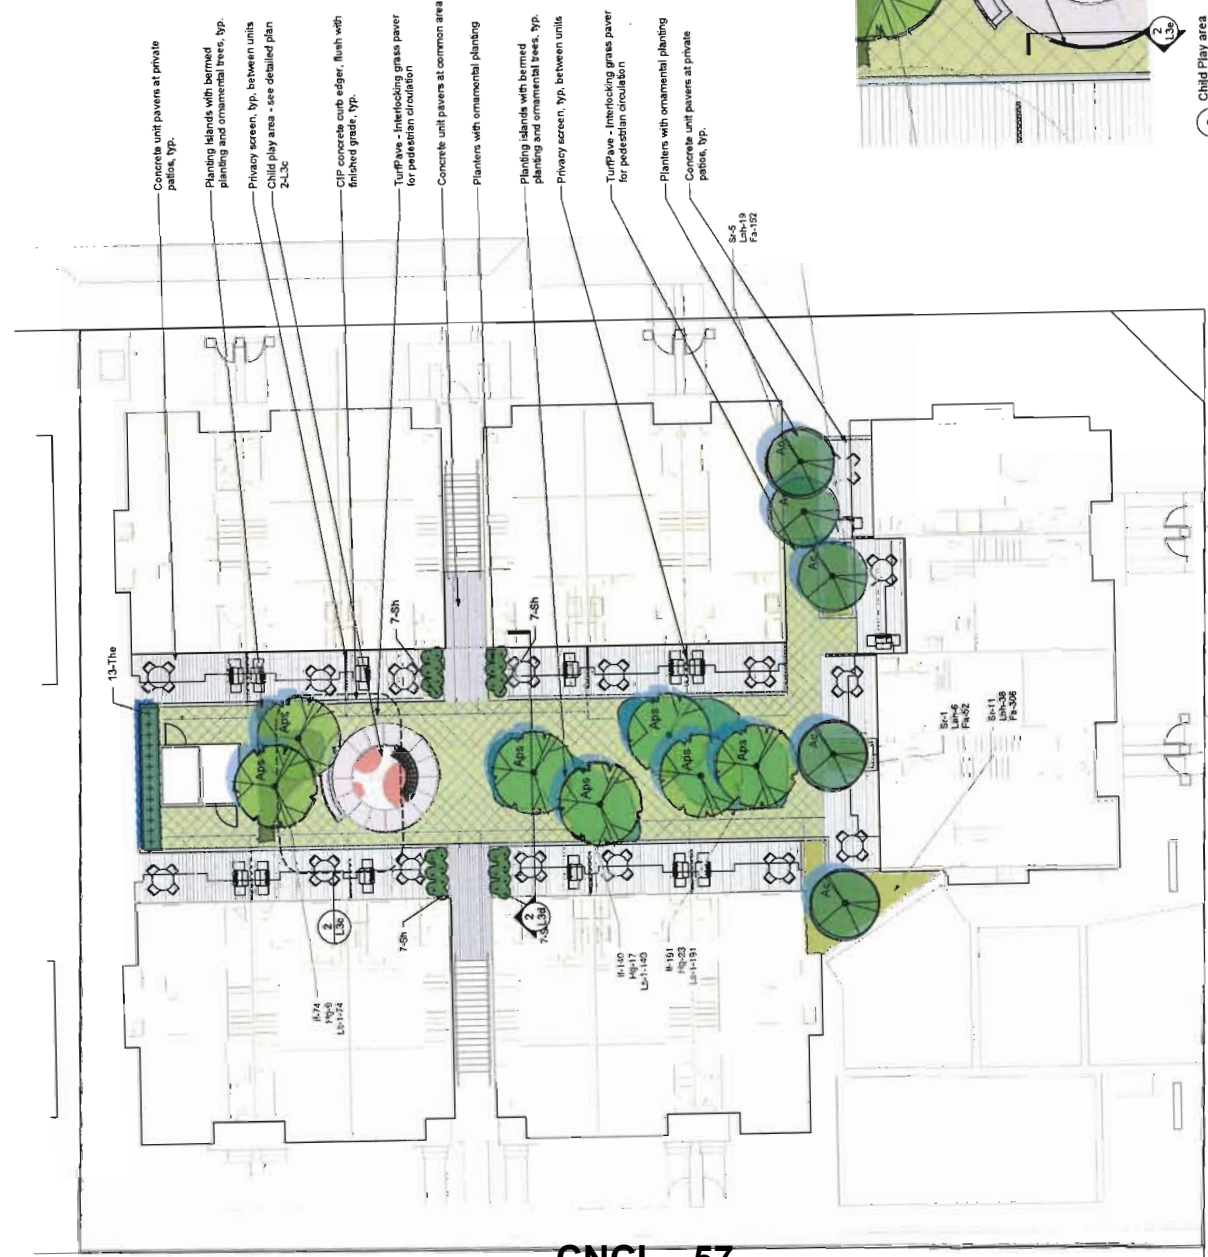 Concrete unit pavers at private
patios, typ.
Planting islands with bermed
planting and ornamental trees, typ.
Privacy screen, typ. between units
Child play area - see detailed plan
2-L3c
CIP concrete curb edger, flush with
finished grade, typ.
TurfPave - Interlocking grass paver
for pedestrian circulation
Concrete unit pavers at common area
Planters with ornamental planting
Planting islands with bermed
planting and ornamental trees, typ.
Privacy screen, typ. between units
TurfPave - Interlocking grass paver
for pedestrian circulation
Planters with ornamental planting
Concrete unit pavers at private
patios, typ.
Sr-5
Lnh-19
Fa-152
2
L3e
Child Play area
13-The
7-Sh
7-Sh
Aps
Aps
Aps
Aps
Aps
Aps
Aps
Ac
Ac
Ac
Ac
2
L3c
7-Sh
2
L3d
If-74
Hg-9
Ls-1-74
If-140
Hg-17
Ls-1-140
If-191
Hg-23
Ls-1-191
Sr-1
Lnh-6
Fa-52
Sr-11
Lnh-38
Fa-306
CNCL - 57